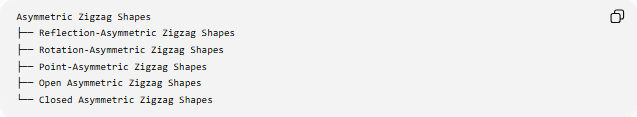 Asymmetric Zigzag Shapes
├── Reflection-Asymmetric Zigzag Shapes
├── Rotation-Asymmetric Zigzag Shapes
├── Point-Asymmetric Zigzag Shapes
├── Open Asymmetric Zigzag Shapes
└── Closed Asymmetric Zigzag Shapes